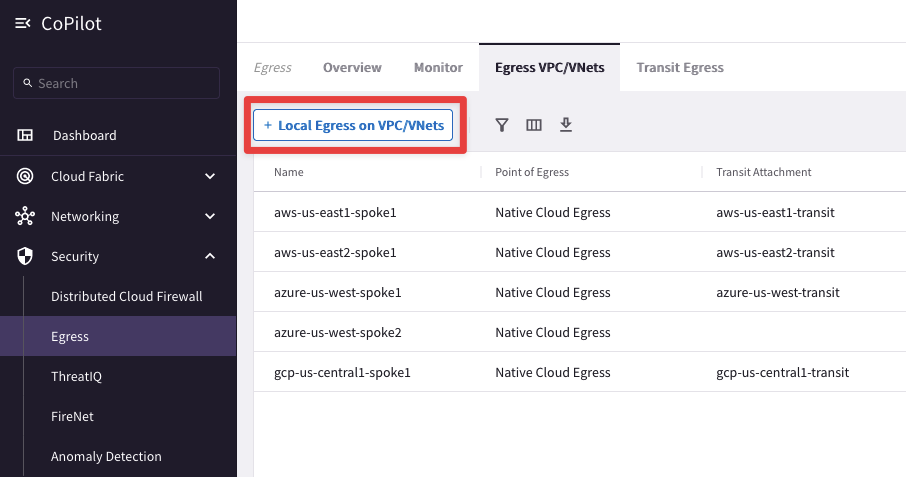 CoPilot
Search
Dashboard
Cloud Fabric
Networking
Security
Distributed Cloud Firewall
Egress
ThreatIQ
FireNet
Anomaly Detection
Egress Overview Monitor Egress VPC/VNets Transit Egress
+ Local Egress on VPC/VNets
Name Point of Egress Transit Attachment
aws-us-east1-spoke1 Native Cloud Egress aws-us-east1-transit
aws-us-east2-spoke1 Native Cloud Egress aws-us-east2-transit
azure-us-west-spoke1 Native Cloud Egress azure-us-west-transit
azure-us-west-spoke2 Native Cloud Egress
gcp-us-central1-spoke1 Native Cloud Egress gcp-us-central1-transit